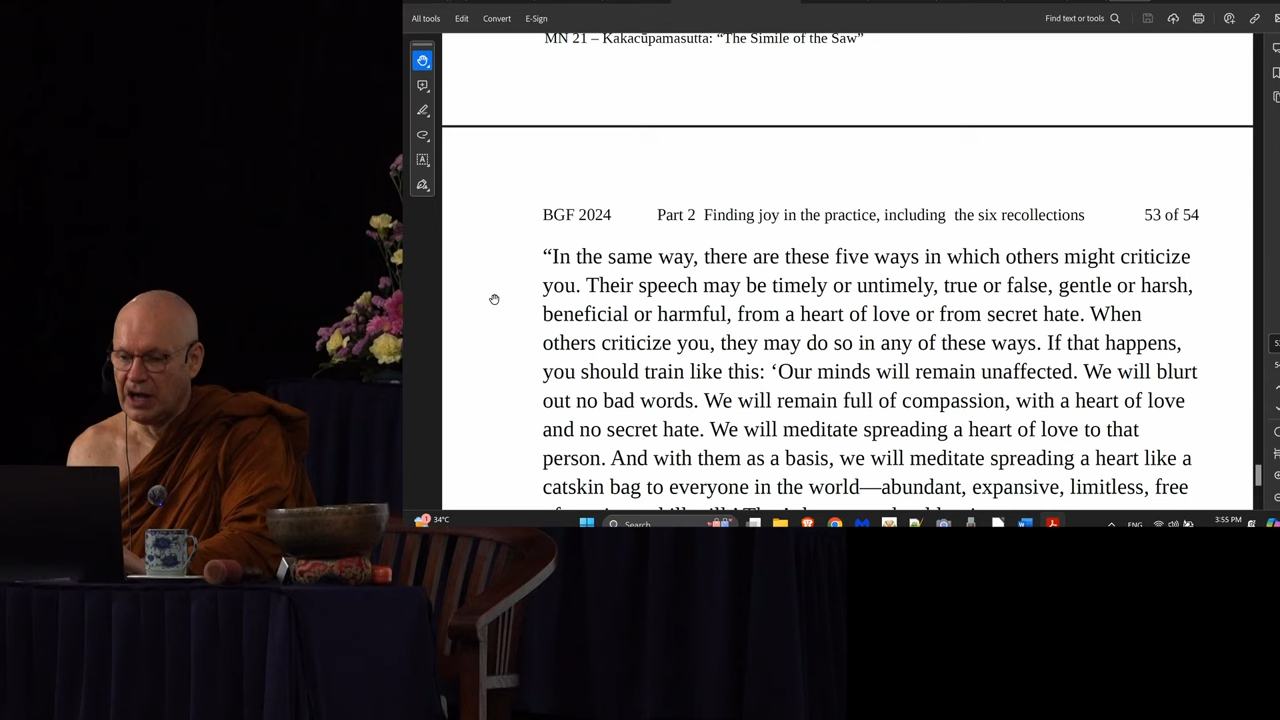 All tools Edit Convert E-Sign Find text or tools
MN 21 – Kakacūpamasutta: “The Simile of the Saw”
BGF 2024 Part 2 Finding joy in the practice, including the six recollections 53 of 54
“In the same way, there are these five ways in which others might criticize
you. Their speech may be timely or untimely, true or false, gentle or harsh,
beneficial or harmful, from a heart of love or from secret hate. When
others criticize you, they may do so in any of these ways. If that happens,
you should train like this: ‘Our minds will remain unaffected. We will blurt
out no bad words. We will remain full of compassion, with a heart of love
and no secret hate. We will meditate spreading a heart of love to that
person. And with them as a basis, we will meditate spreading a heart like a
catskin bag to everyone in the world—abundant, expansive, limitless, free
1 34°C Search ENG 3:55 PM